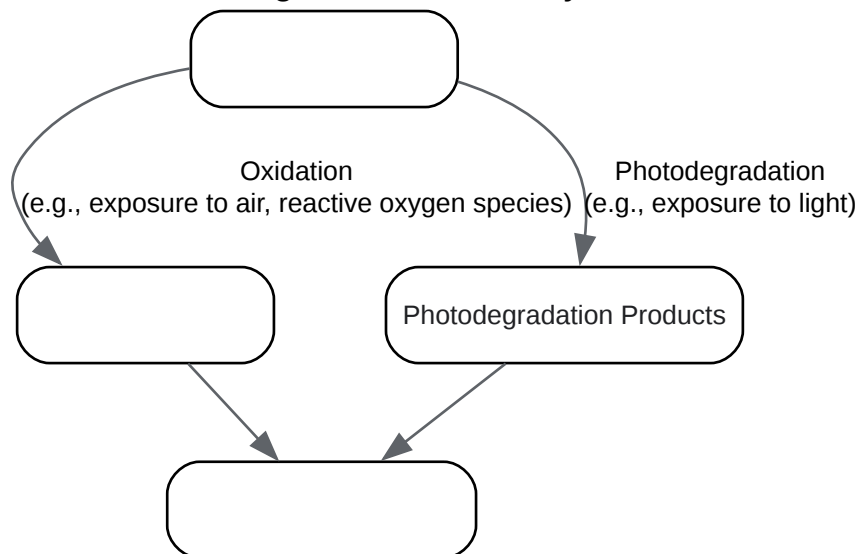 Oxidation
(e.g., exposure to air, reactive oxygen species)
Photodegradation
(e.g., exposure to light)
Photodegradation Products